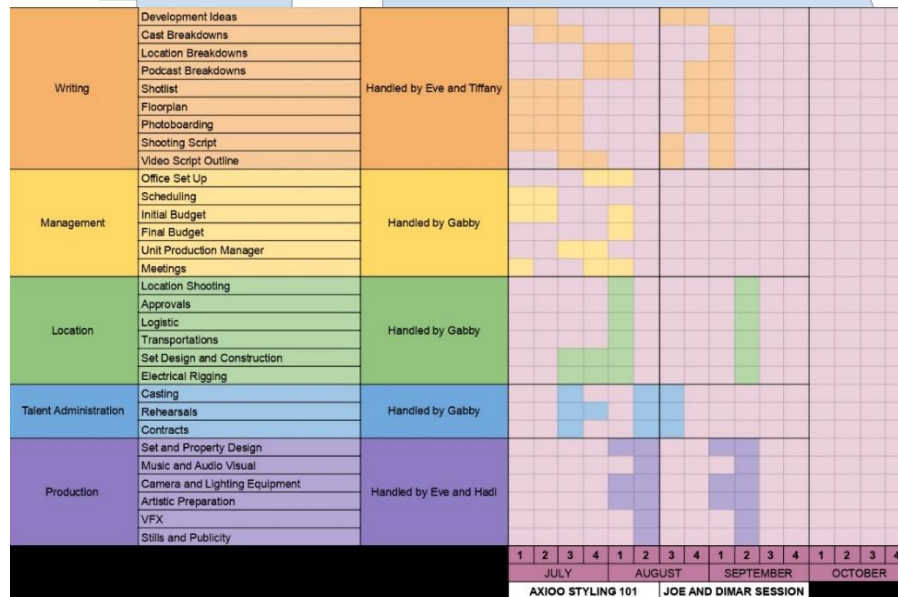 Development Ideas
Cast Breakdowns
Location Breakdowns
Podcast Breakdowns
Writing
Shotlist
Handled by Eve and Tiffany
Floorplan
Photoboarding
Shooting Script
Video Script Outline
Office Set Up
Scheduling
Initial Budget
Management
Handled by Gabby
Final Budget
Unit Production Manager
Meetings
Location Shooting
Approvals
Logistic
Location
Handled by Gabby
Transportations
Set Design and Construction
Electrical Rigging
Casting
Talent Administration
Rehearsals
Handled by Gabby
Contracts
Set and Property Design
Music and Audio Visual
Camera and Lighting Equipment
Production
Handled by Eve and Hadi
Artistic Preparation
VFX
Stills and Publicity
1 2 3 4 1 2 3 4 1 2 3 4 1 2 3 4
JULY AUGUST SEPTEMBER OCTOBER
AXIOO STYLING 101 JOE AND DIMAR SESSION